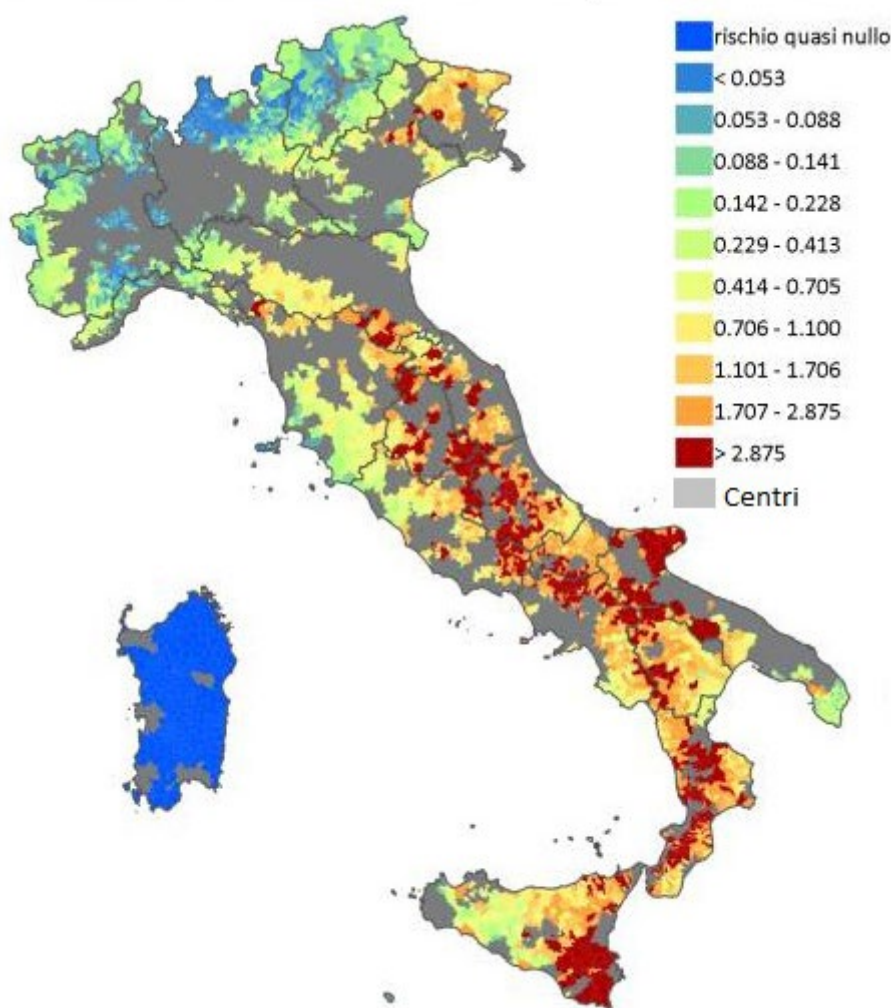 rischio quasi nullo
< 0.053
0.053 - 0.088
0.088 - 0.141
0.142 - 0.228
0.229 - 0.413
0.414 - 0.705
0.706 - 1.100
1.101 - 1.706
1.707 - 2.875
> 2.875
Centri